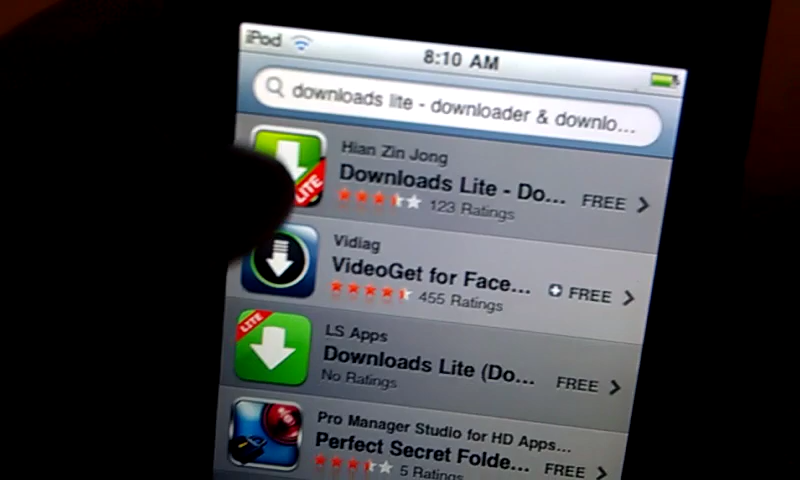 iPod 8:10 AM
downloads lite - downloader & downlo...
Hian Zin Jong
Downloads Lite - Do... FREE
123 Ratings
LITE
Vidiag
VideoGet for Face... FREE
455 Ratings
LITE
LS Apps
Downloads Lite (Do... FREE
No Ratings
Pro Manager Studio for HD Apps...
Perfect Secret Folde... FREE
5 Ratings